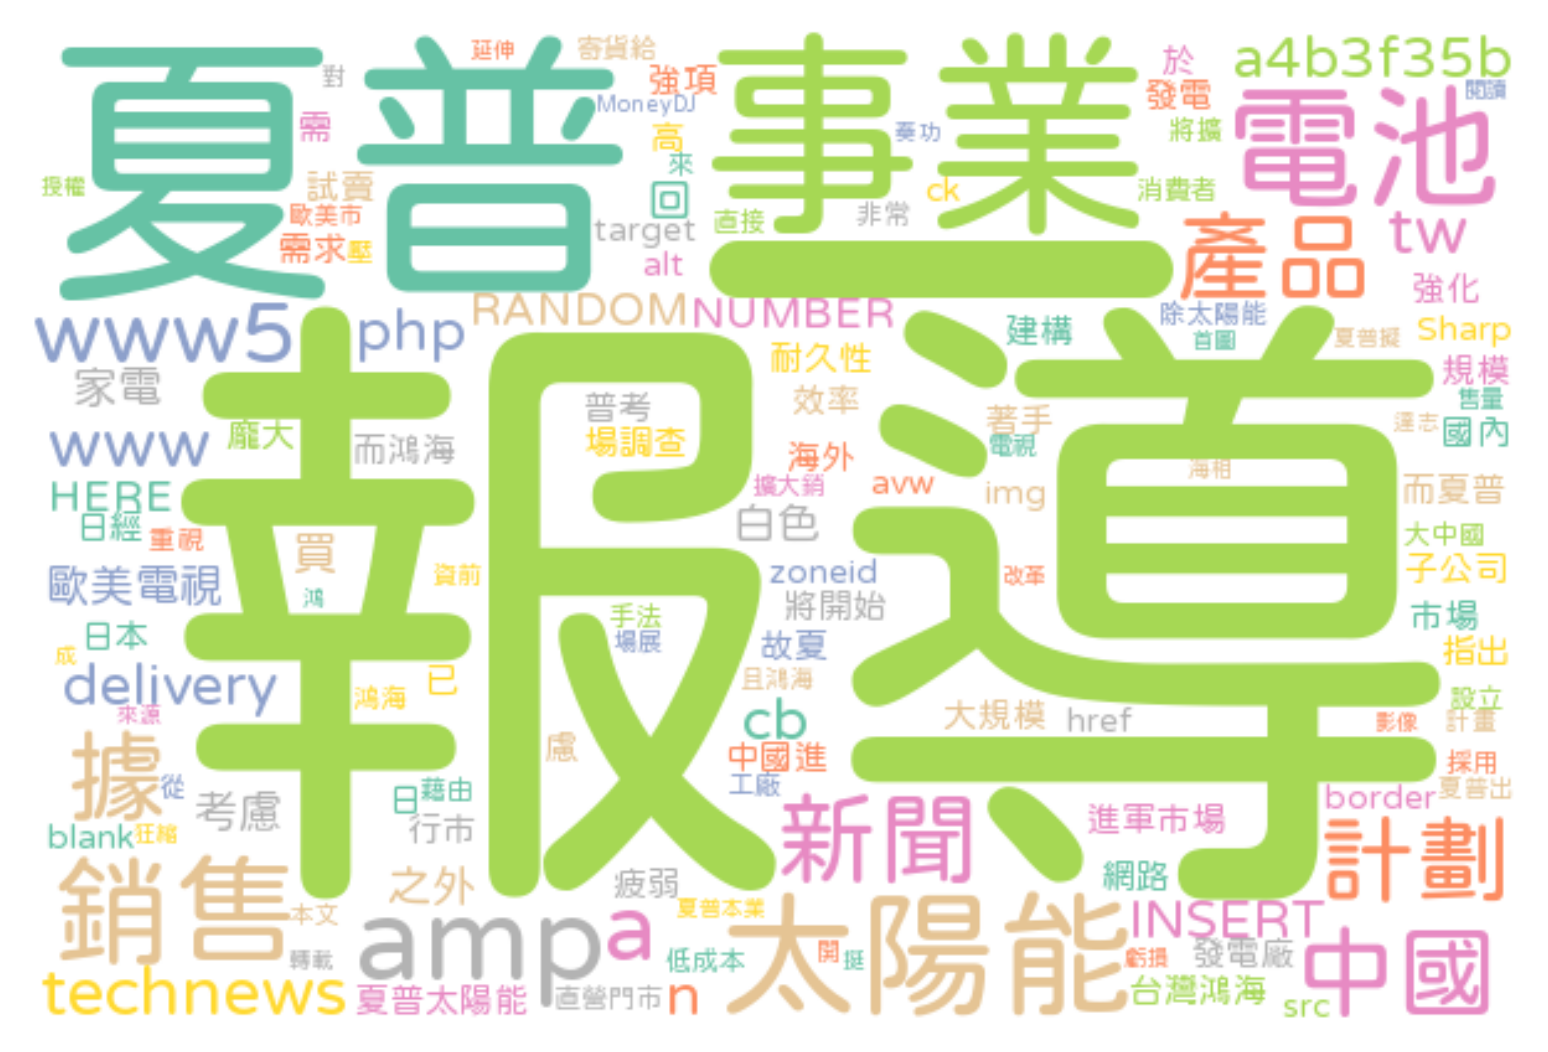 夏普 事業 一
報導
延伸 寄貨給 對 強項 MoneyDJ 於 發電 a4b3f35b 閱讀
需 高 來 奏功 將擴 電池
授權 試賣 回 ck 消費者
歐美市 target 直接 非常 產品 tw
需求 壓 alt 強化
www5 php RANDOM NUMBER 除太陽能 建構 首圖 夏普擬 Sharp
家電 耐久性 規模
普考 效率 著手 售量
www 龐大 而鴻海 場調查 海外 電視 達志 國內
HERE 擴大銷 avw img 海相 而夏普
日經 重視 白色 大中國
買 資前 zoneid 改革 子公司
歐美電視 鴻 手法 將開始 市場
日本 場展 故夏 指出
成 delivery 已 且鴻海
來源 鴻海 cb 大規模 href 影像 設立 計畫
據 從 慮 中國進 採用
考慮 日 藉由 工廠 border 夏普出
blank 狂縮 行市 新聞 進軍市場 計劃
銷售 之外 疲弱 網路
本文 amp a 夏普本業 太陽能 INSERT
轉載 低成本 開 挺 虧損 發電廠 中國
technews 夏普太陽能 直營門市 n 台灣鴻海 src